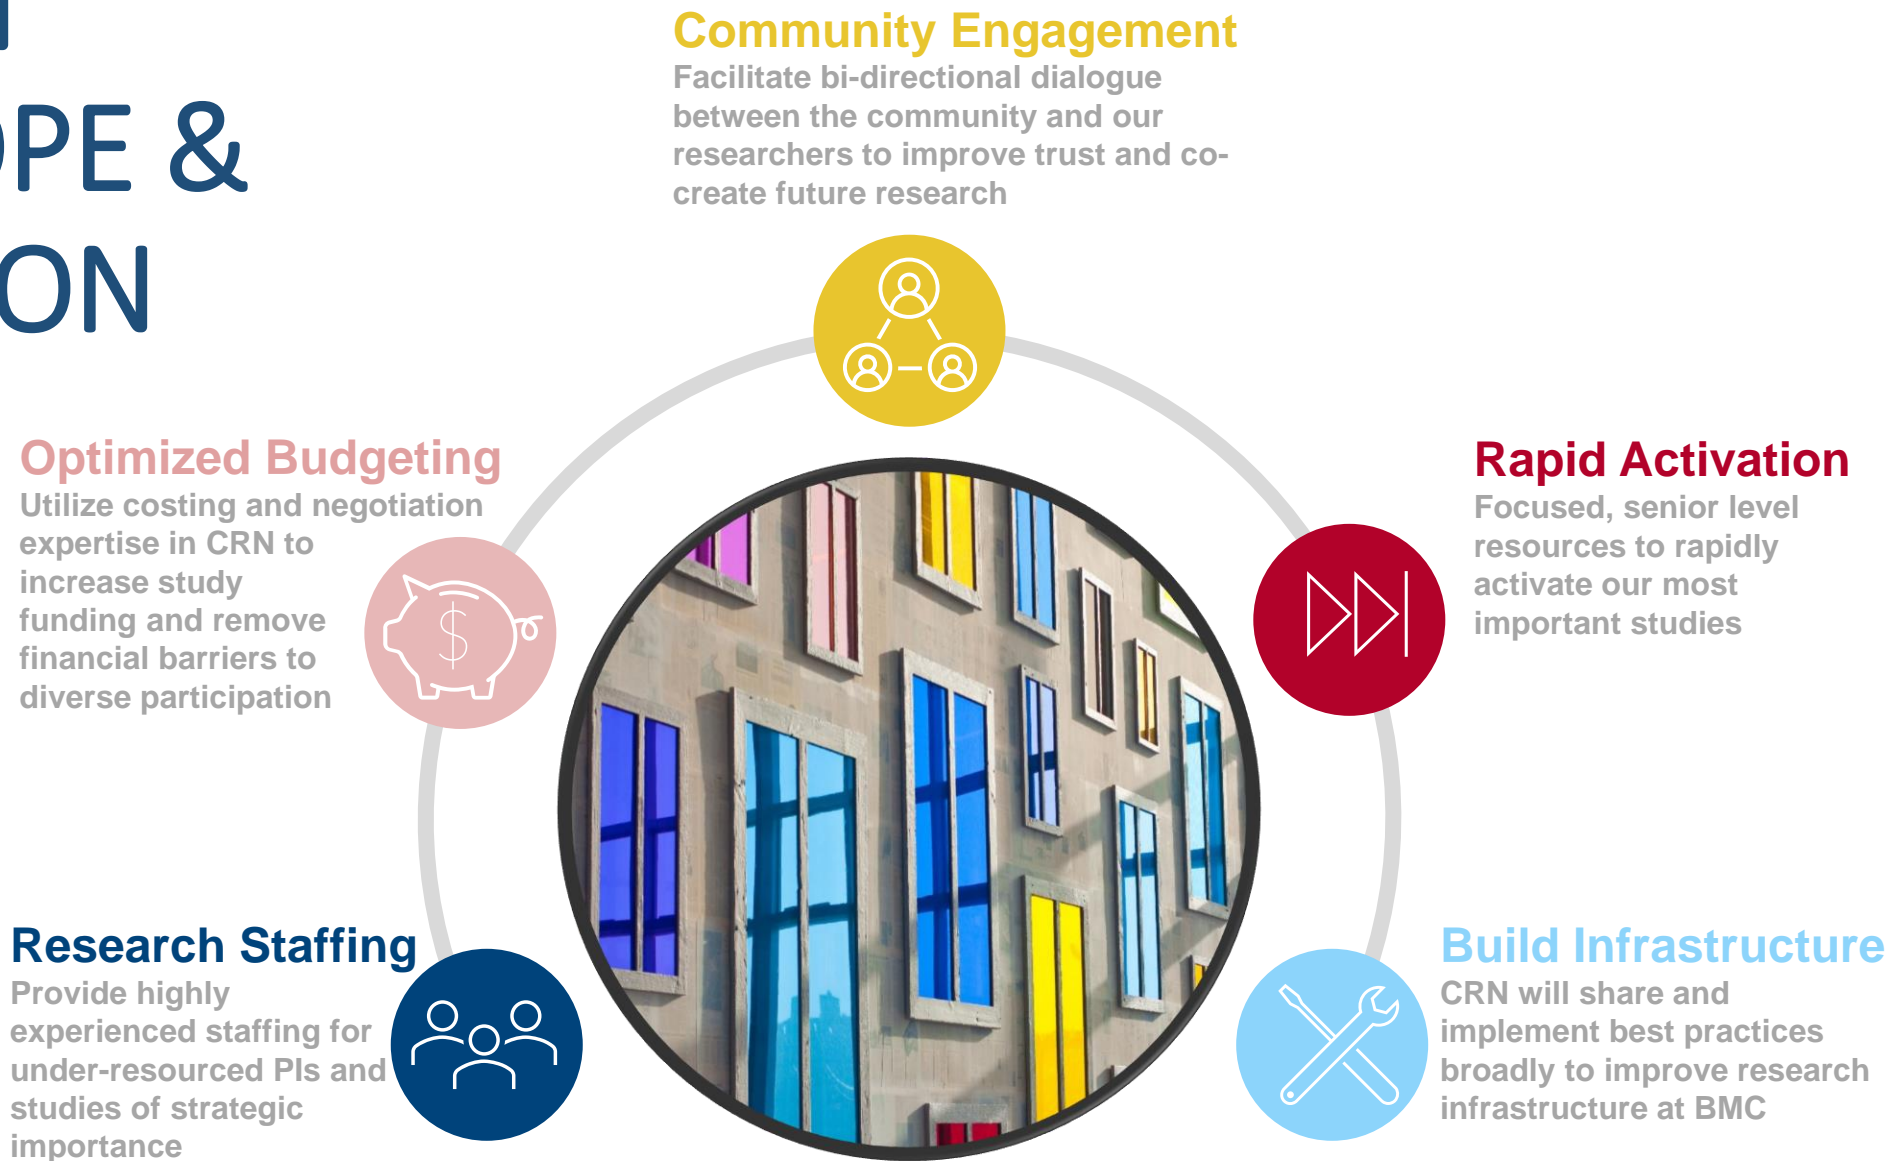 OPE &
ON
Community Engagement
Facilitate bi-directional dialogue
between the community and our
researchers to improve trust and co-
create future research
Optimized Budgeting
Utilize costing and negotiation
expertise in CRN to
increase study
funding and remove
financial barriers to
diverse participation
Rapid Activation
Focused, senior level
resources to rapidly
activate our most
important studies
Research Staffing
Provide highly
experienced staffing for
under-resourced PIs and
studies of strategic
importance
Build Infrastructure
CRN will share and
implement best practices
broadly to improve research
infrastructure at BMC